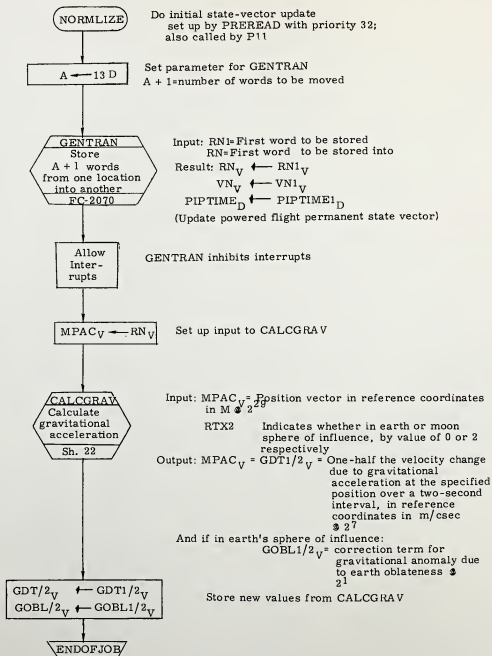 NORMLIZE
Do initial state-vector update
set up by PREREAD with priority 32;
also called by P11
A ← 13 D
Set parameter for GENTRAN
A + 1=number of words to be moved
GENTRAN
Store
A + 1 words
from one location
into another
FC-2070
Input: RN1=First word to be stored
RN=First word to be stored into
Result: RN_V ← RN1_V
VN_V ← VN1_V
PIPTIME_D ← PIPTIME1_D
(Update powered flight permanent state vector)
Allow
Inter-
rupts
GENTRAN inhibits interrupts
MPAC_V ← RN_V
Set up input to CALCGRAV
CALCGRAV
Calculate
gravitational
acceleration
Sh. 22
Input: MPAC_V = Position vector in reference coordinates
in M @ 2^29
RTX2 Indicates whether in earth or moon
sphere of influence, by value of 0 or 2
respectively
Output: MPAC_V = GDT1/2_V = One-half the velocity change
due to gravitational
acceleration at the specified
position over a two-second
interval, in reference
coordinates in m/csec
@ 2^7
And if in earth's sphere of influence:
GOBL1/2_V = correction term for
gravitational anomaly due
to earth oblateness @
2^1
GDT/2_V ← GDT1/2_V
GOBL/2_V ← GOBL1/2_V
Store new values from CALCGRAV
ENDOFJOB